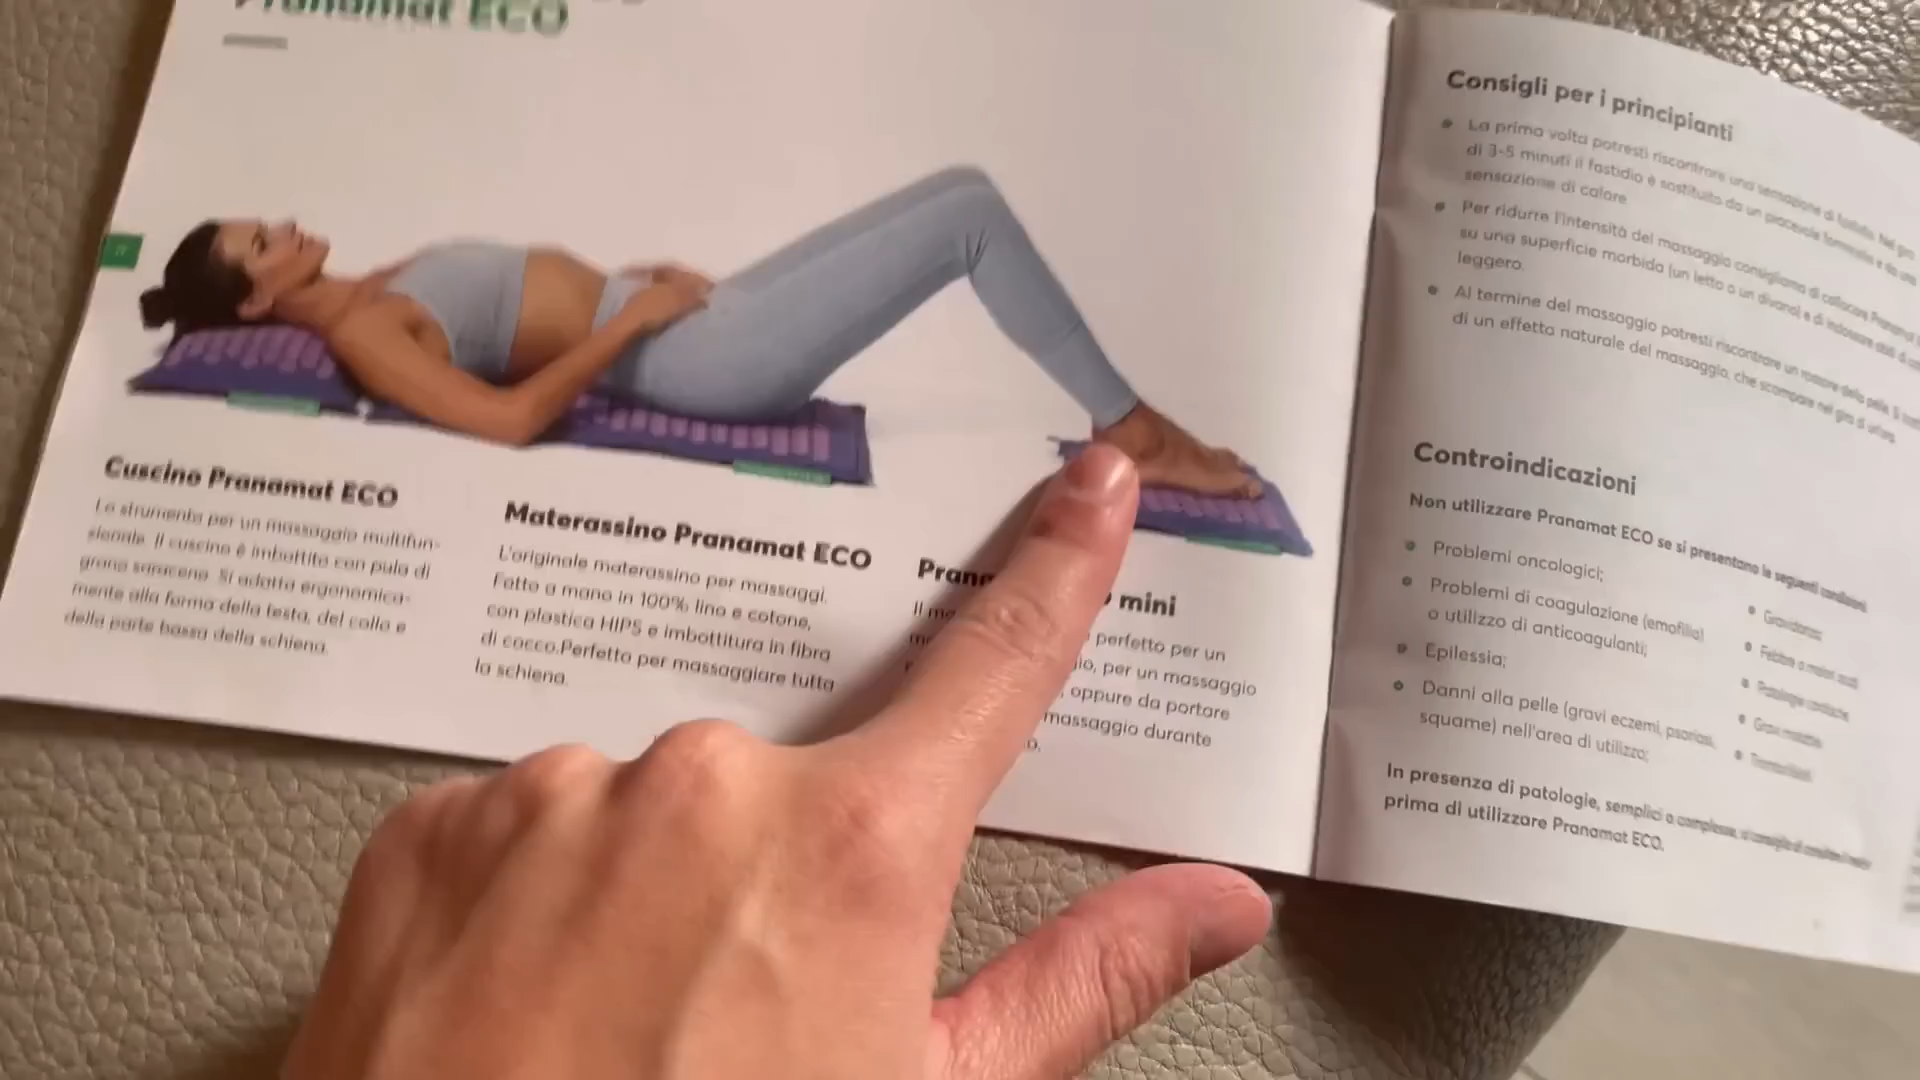 Pranamat ECO
Cuscino Pranamat ECO
Lo strumento per un massaggio multifun-
zionale. Il cuscino è imbottito con pula di
grano saraceno. Si adatta ergonomica-
mente alla forma della testa, del collo e
della parte bassa della schiena.
Materassino Pranamat ECO
L'originale materassino per massaggi.
Fatto a mano in 100% lino e cotone,
con plastica HIPS e imbottitura in fibra
di cocco.Perfetto per massaggiare tutta
la schiena.
mini
perfetto per un
per un massaggio
, oppure da portare
massaggio durante
Consigli per i principianti
La prima volta potresti riscontrare una sensazione di fastidio. Nel giro
di 3-5 minuti il fastidio è sostituito da un piacevole formicolio e da una
sensazione di calore
Per ridurre l'intensità del massaggio consigliamo di collocare Pranamat
su una superficie morbida (un letto o un divano) e di indossare abiti
leggero.
Al termine del massaggio potresti riscontrare un rossore della pelle. Si
di un effetto naturale del massaggio, che scompare nel giro di un'ora.
Controindicazioni
Non utilizzare Pranamat ECO se si presentano le seguenti condizioni
Problemi oncologici;
Problemi di coagulazione (emofilia)
o utilizzo di anticoagulanti;
Epilessia;
Danni alla pelle (gravi eczemi, psoriasi,
squame) nell'area di utilizzo;
Gravidanza;
Febbre o malori acuti
In presenza di patologie, semplici o complesse, si consiglia di
prima di utilizzare Pranamat ECO.